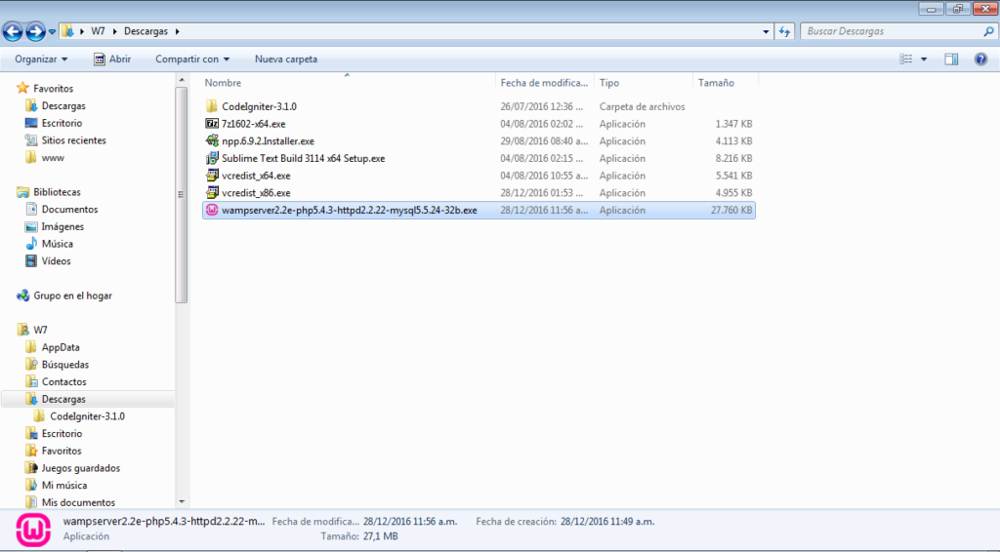 W7 Descargas
Buscar Descargas
Organizar Abrir Compartir con Nueva carpeta
Nombre Fecha de modifica... Tipo Tamaño
Favoritos
Descargas
Escritorio
Sitios recientes
www
Bibliotecas
Documentos
Imágenes
Música
Vídeos
Grupo en el hogar
W7
AppData
Búsquedas
Contactos
Descargas
CodeIgniter-3.1.0
Escritorio
Favoritos
Juegos guardados
Mi música
Mis documentos
CodeIgniter-3.1.0 26/07/2016 12:36 ... Carpeta de archivos
7z1602-x64.exe 04/08/2016 02:02 ... Aplicación 1.347 KB
npp.6.9.2.Installer.exe 29/08/2016 08:40 a... Aplicación 4.113 KB
Sublime Text Build 3114 x64 Setup.exe 04/08/2016 02:15 ... Aplicación 8.216 KB
vcredist_x64.exe 04/08/2016 10:55 a... Aplicación 5.541 KB
vcredist_x86.exe 28/12/2016 01:53 ... Aplicación 4.955 KB
wampserver2.2e-php5.4.3-httpd2.2.22-mysql5.5.24-32b.exe 28/12/2016 11:56 a... Aplicación 27.760 KB
wampserver2.2e-php5.4.3-httpd2.2.22-m... Fecha de modifica... 28/12/2016 11:56 a.m. Fecha de creación: 28/12/2016 11:49 a.m.
Aplicación Tamaño: 27,1 MB